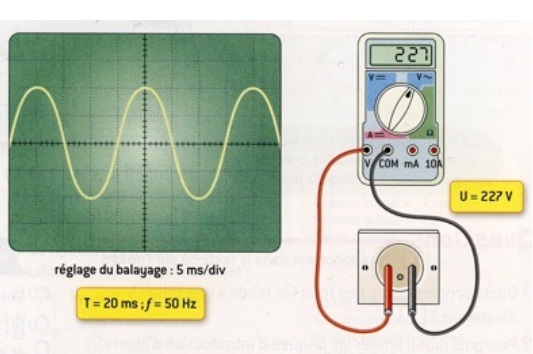 227
V⎓ V~
A⎓ Ω
V COM mA 10A
U = 227 V
réglage du balayage : 5 ms/div
T = 20 ms ; f = 50 Hz